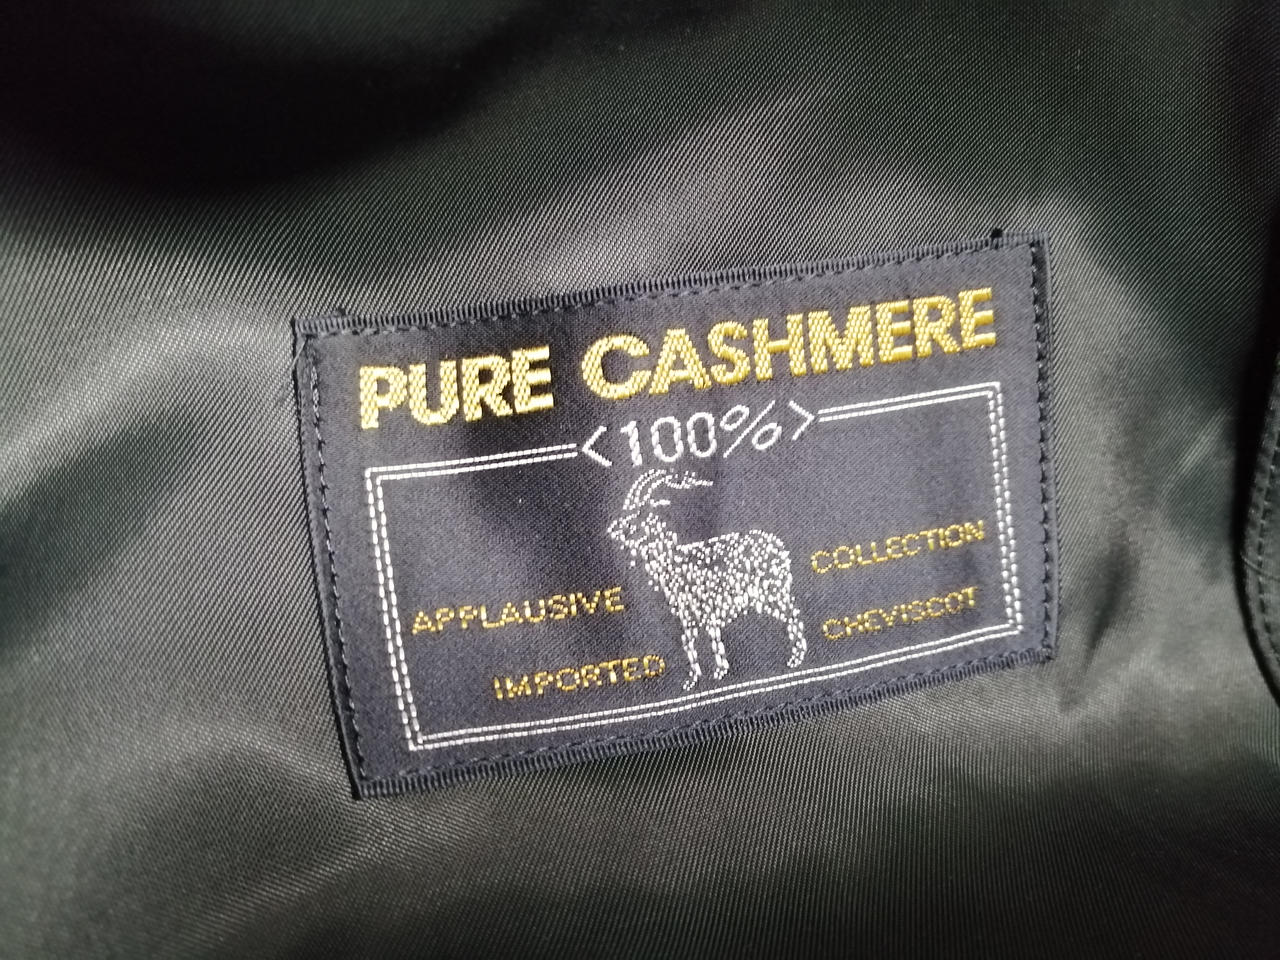 PURE CASHMERE
<100%>
APPLAUSIVE COLLECTION
IMPORTED CHEVISCOT